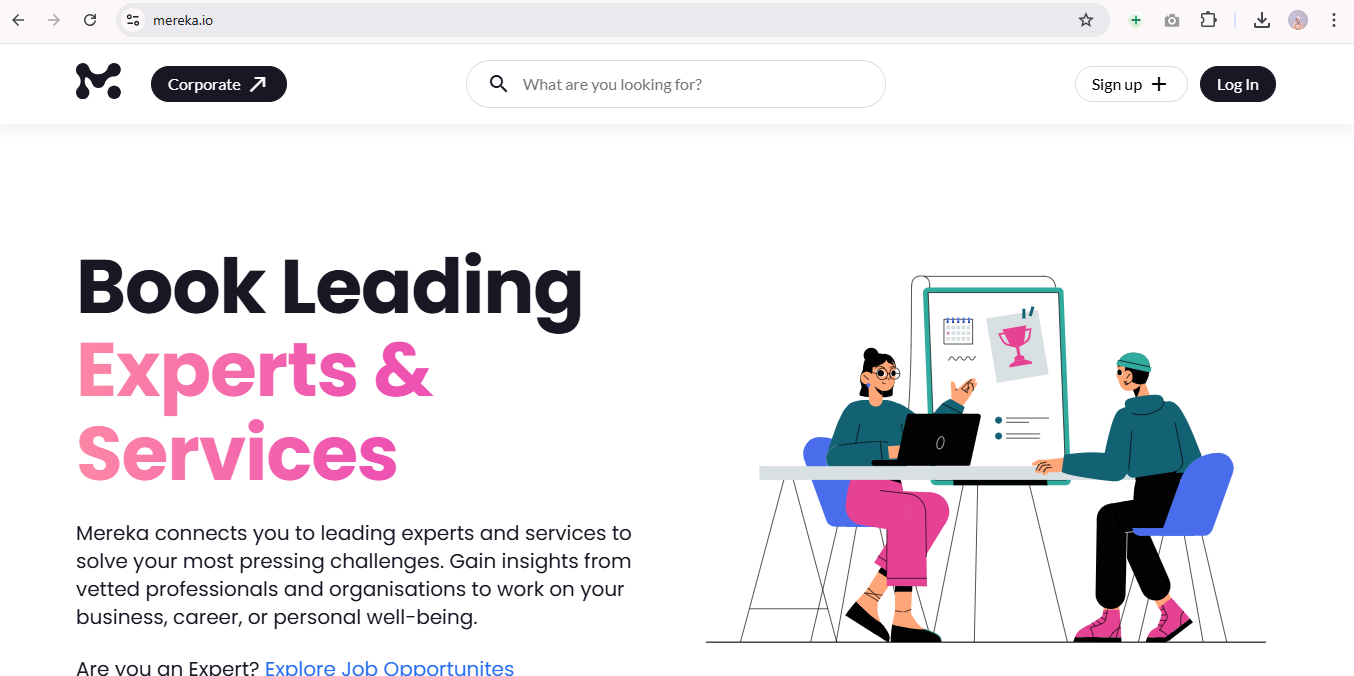 mereka.io
Corporate
What are you looking for?
Sign up
Log In
Book Leading
Experts &
Services
Mereka connects you to leading experts and services to
solve your most pressing challenges. Gain insights from
vetted professionals and organisations to work on your
business, career, or personal well-being.
Are you an Expert? Explore Job Opportunites